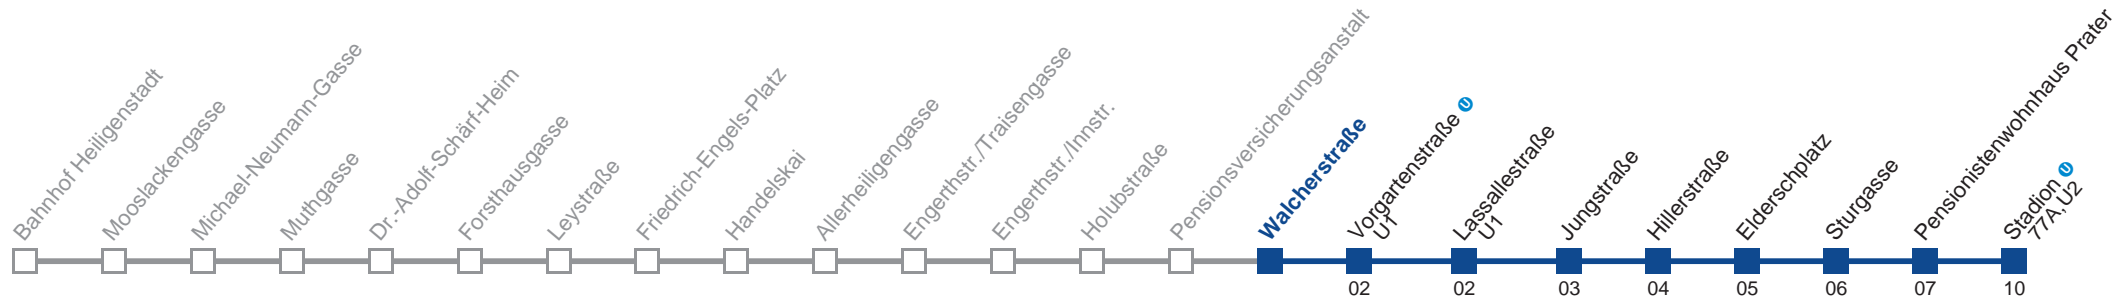 Bahnhof Heiligenstadt
Mooslackengasse
Michael-Neumann-Gasse
Muthgasse
Dr.-Adolf-Schärf-Heim
Forsthausgasse
Leystraße
Friedrich-Engels-Platz
Handelskai
Allerheiligengasse
Engerthstr./Traisengasse
Engerthstr./Innstr.
Holubstraße
Pensionsversicherungsanstalt
Walcherstraße
Vorgartenstraße U
U1
Lassallestraße
U1
Jungstraße
Hillerstraße
Elderschplatz
Sturgasse
Pensionistenwohnhaus Prater
Stadion U
77A, U2
02 02 03 04 05 06 07 10